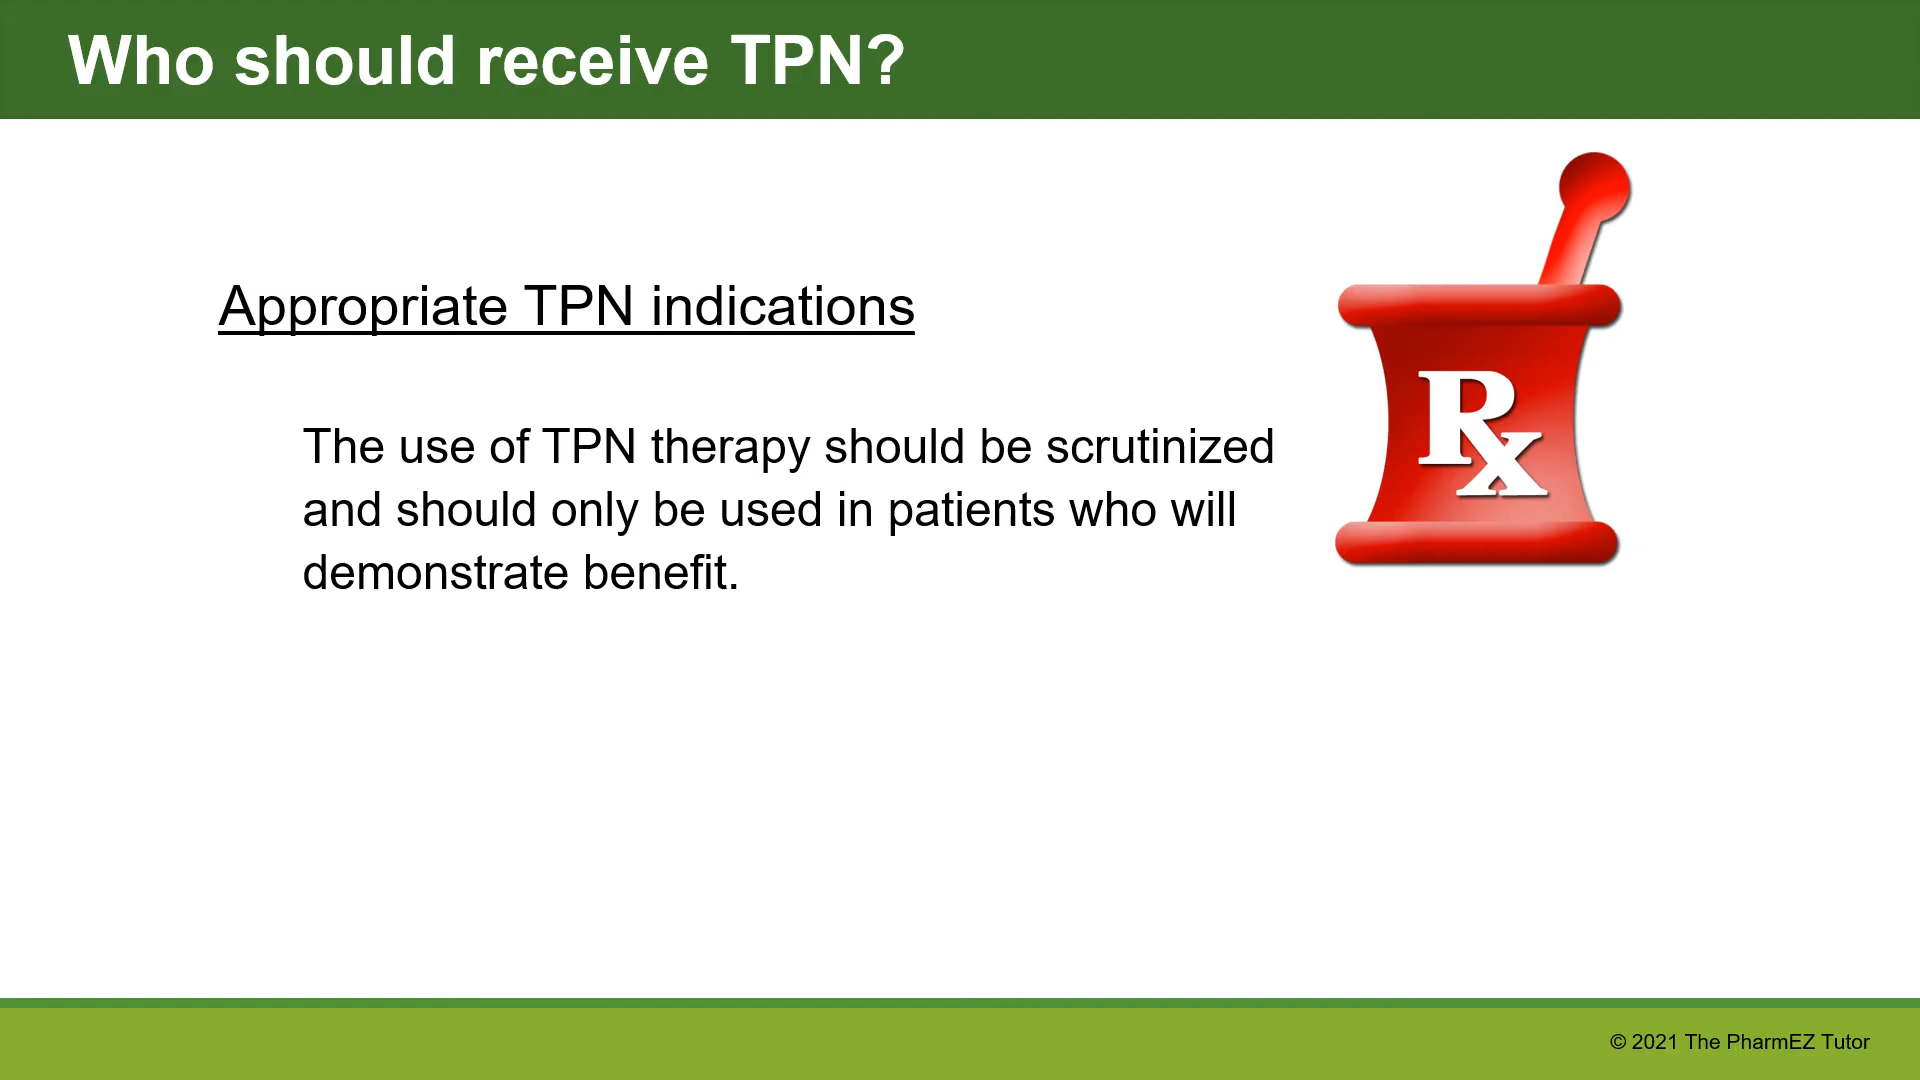 Who should receive TPN?
Appropriate TPN indications
The use of TPN therapy should be scrutinized
and should only be used in patients who will
demonstrate benefit.
Rx
© 2021 The PharmEZ Tutor